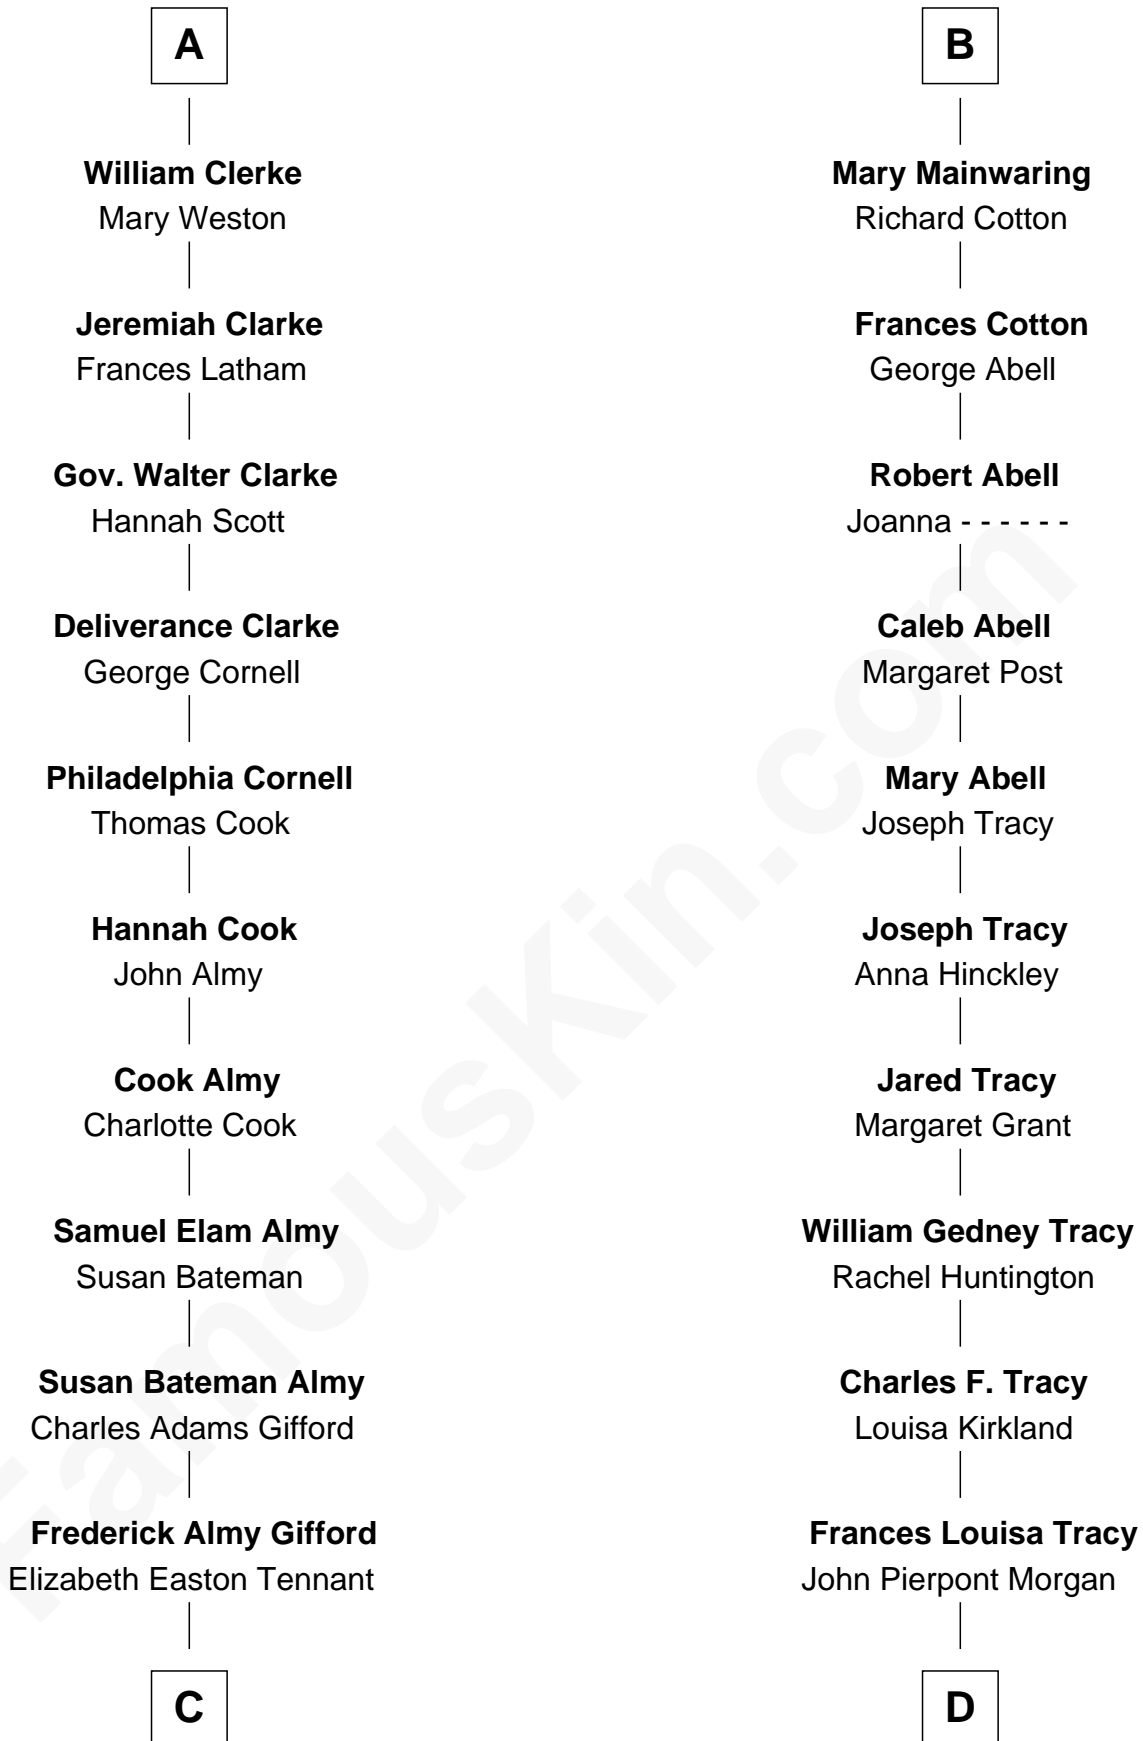 A
William Clerke
Mary Weston
Jeremiah Clarke
Frances Latham
Gov. Walter Clarke
Hannah Scott
Deliverance Clarke
George Cornell
Philadelphia Cornell
Thomas Cook
Hannah Cook
John Almy
Cook Almy
Charlotte Cook
Samuel Elam Almy
Susan Bateman
Susan Bateman Almy
Charles Adams Gifford
Frederick Almy Gifford
Elizabeth Easton Tennant
C
B
Mary Mainwaring
Richard Cotton
Frances Cotton
George Abell
Robert Abell
Joanna - - - - - -
Caleb Abell
Margaret Post
Mary Abell
Joseph Tracy
Joseph Tracy
Anna Hinckley
Jared Tracy
Margaret Grant
William Gedney Tracy
Rachel Huntington
Charles F. Tracy
Louisa Kirkland
Frances Louisa Tracy
John Pierpont Morgan
D
FamousKin.com